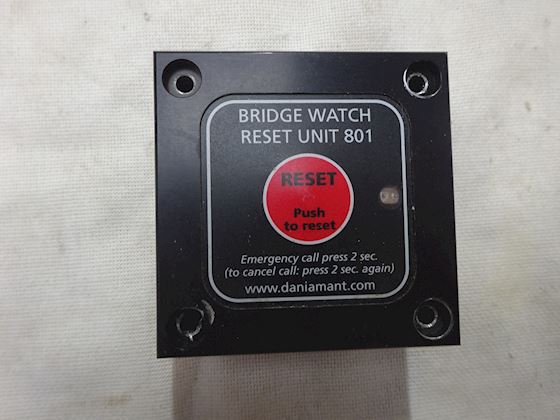 BRIDGE WATCH
RESET UNIT 801
RESET
Push
to reset
Emergency call press 2 sec.
(to cancel call: press 2 sec. again)
www.daniamant.com